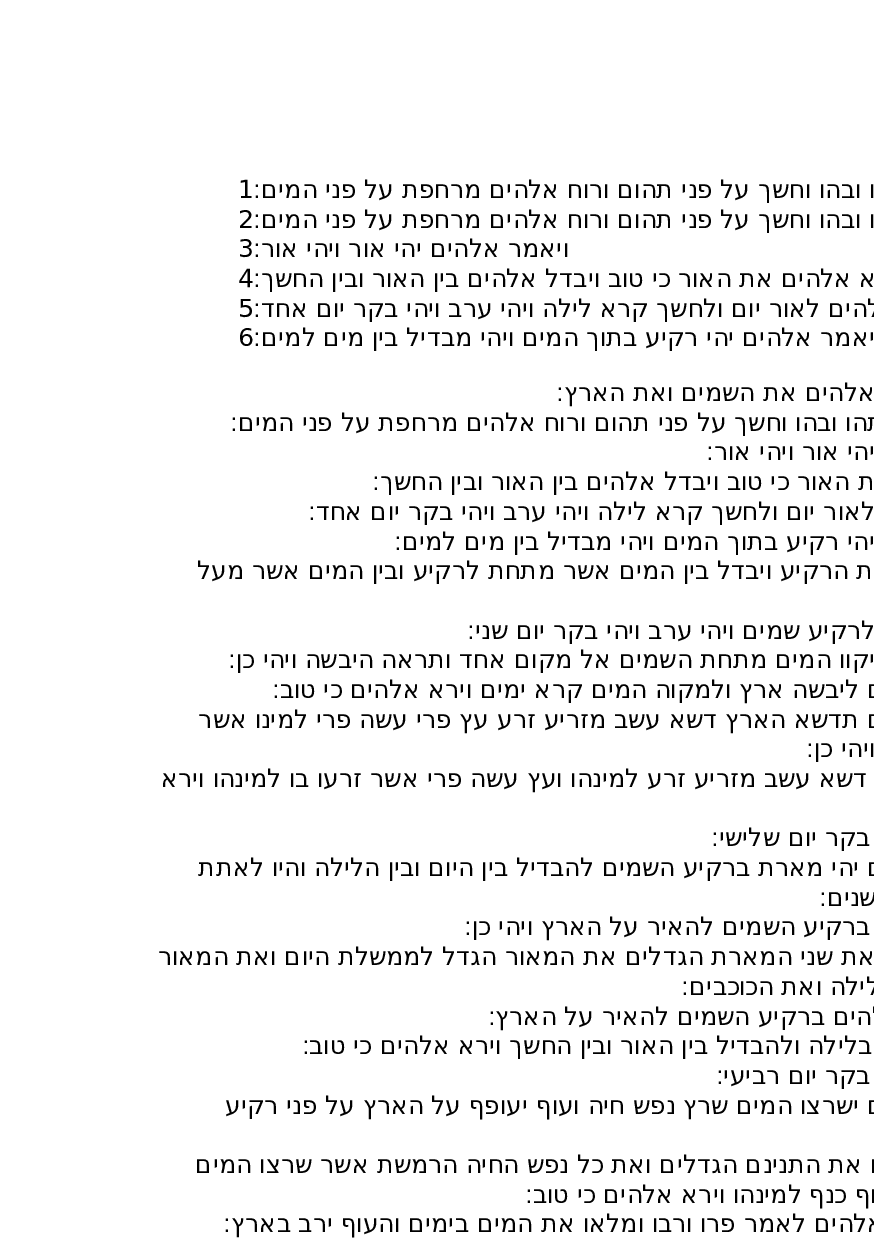 ובהו וחשך על פני תהום ורוח אלהים מרחפת על פני המים:1
ובהו וחשך על פני תהום ורוח אלהים מרחפת על פני המים:2
ויאמר אלהים יהי אור ויהי אור:3
אלהים את האור כי טוב ויבדל אלהים בין האור ובין החשך:4
להים לאור יום ולחשך קרא לילה ויהי ערב ויהי בקר יום אחד:5
יאמר אלהים יהי רקיע בתוך המים ויהי מבדיל בין מים למים:6
אלהים את השמים ואת הארץ:
תהו ובהו וחשך על פני תהום ורוח אלהים מרחפת על פני המים:
יהי אור ויהי אור:
ת האור כי טוב ויבדל אלהים בין האור ובין החשך:
לאור יום ולחשך קרא לילה ויהי ערב ויהי בקר יום אחד:
יהי רקיע בתוך המים ויהי מבדיל בין מים למים:
ת הרקיע ויבדל בין המים אשר מתחת לרקיע ובין המים אשר מעל
לרקיע שמים ויהי ערב ויהי בקר יום שני:
יקוו המים מתחת השמים אל מקום אחד ותראה היבשה ויהי כן:
ם ליבשה ארץ ולמקוה המים קרא ימים וירא אלהים כי טוב:
ם תדשא הארץ דשא עשב מזריע זרע עץ פרי עשה פרי למינו אשר
ויהי כן:
דשא עשב מזריע זרע למינהו ועץ עשה פרי אשר זרעו בו למינהו וירא
בקר יום שלישי:
ם יהי מארת ברקיע השמים להבדיל בין היום ובין הלילה והיו לאתת
שנים:
ברקיע השמים להאיר על הארץ ויהי כן:
את שני המארת הגדלים את המאור הגדל לממשלת היום ואת המאור
לילה ואת הכוכבים:
להים ברקיע השמים להאיר על הארץ:
בלילה ולהבדיל בין האור ובין החשך וירא אלהים כי טוב:
בקר יום רביעי:
ם ישרצו המים שרץ נפש חיה ועוף יעופף על הארץ על פני רקיע
את התנינם הגדלים ואת כל נפש החיה הרמשת אשר שרצו המים
וף כנף למינהו וירא אלהים כי טוב:
אלהים לאמר פרו ורבו ומלאו את המים בימים והעוף ירב בארץ: